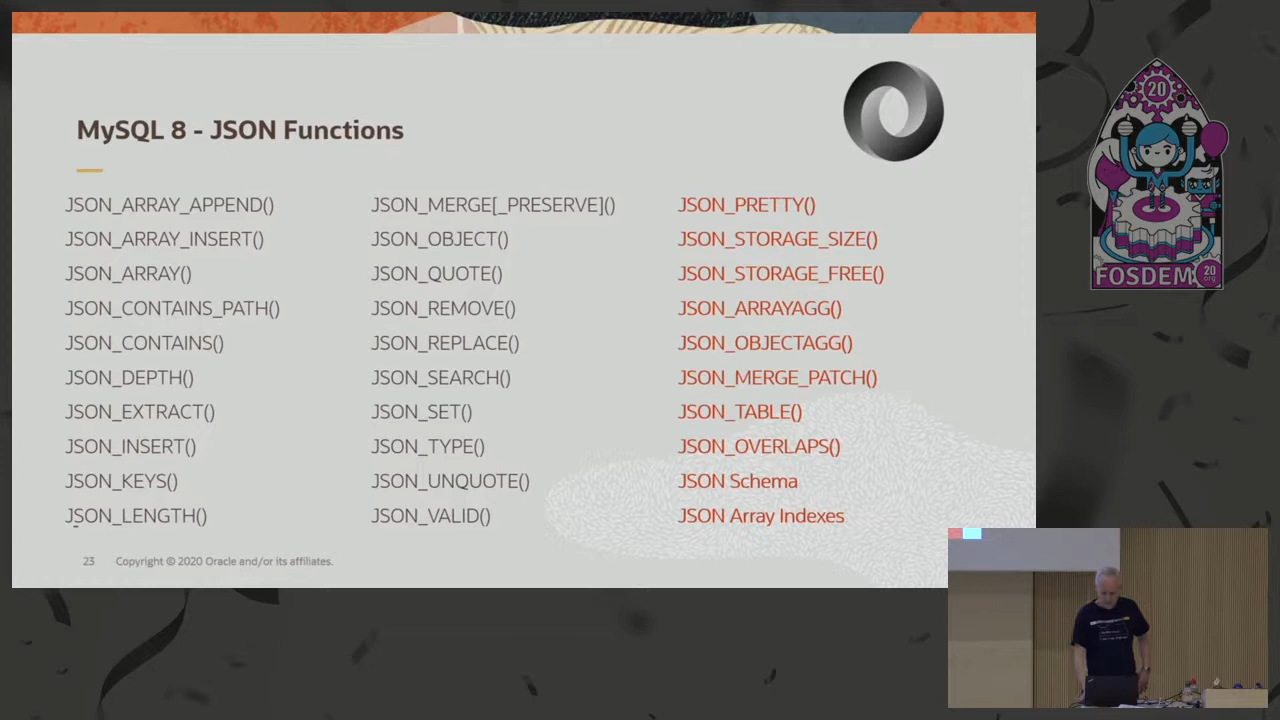 MySQL 8 - JSON Functions
JSON_ARRAY_APPEND()
JSON_ARRAY_INSERT()
JSON_ARRAY()
JSON_CONTAINS_PATH()
JSON_CONTAINS()
JSON_DEPTH()
JSON_EXTRACT()
JSON_INSERT()
JSON_KEYS()
JSON_LENGTH()
JSON_MERGE[_PRESERVE]()
JSON_OBJECT()
JSON_QUOTE()
JSON_REMOVE()
JSON_REPLACE()
JSON_SEARCH()
JSON_SET()
JSON_TYPE()
JSON_UNQUOTE()
JSON_VALID()
JSON_PRETTY()
JSON_STORAGE_SIZE()
JSON_STORAGE_FREE()
JSON_ARRAYAGG()
JSON_OBJECTAGG()
JSON_MERGE_PATCH()
JSON_TABLE()
JSON_OVERLAPS()
JSON Schema
JSON Array Indexes
23 Copyright © 2020 Oracle and/or its affiliates.
20
FOSDEM
20
org